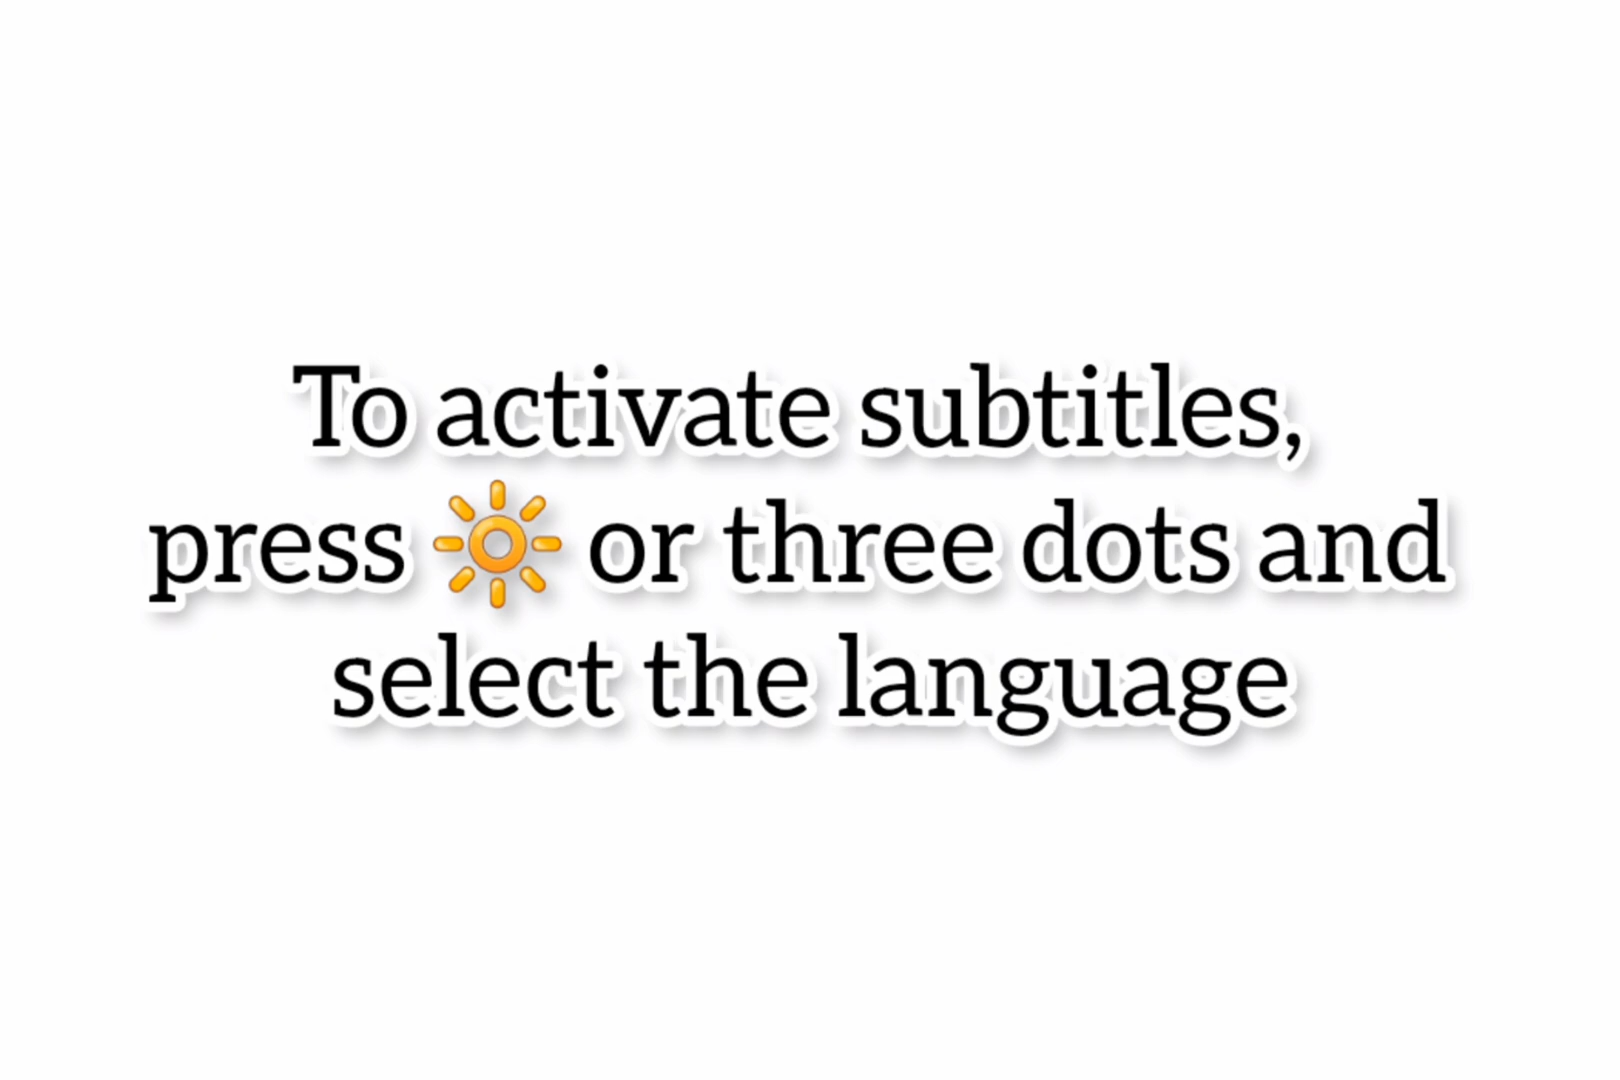 To activate subtitles,
press 🔆 or three dots and
select the language